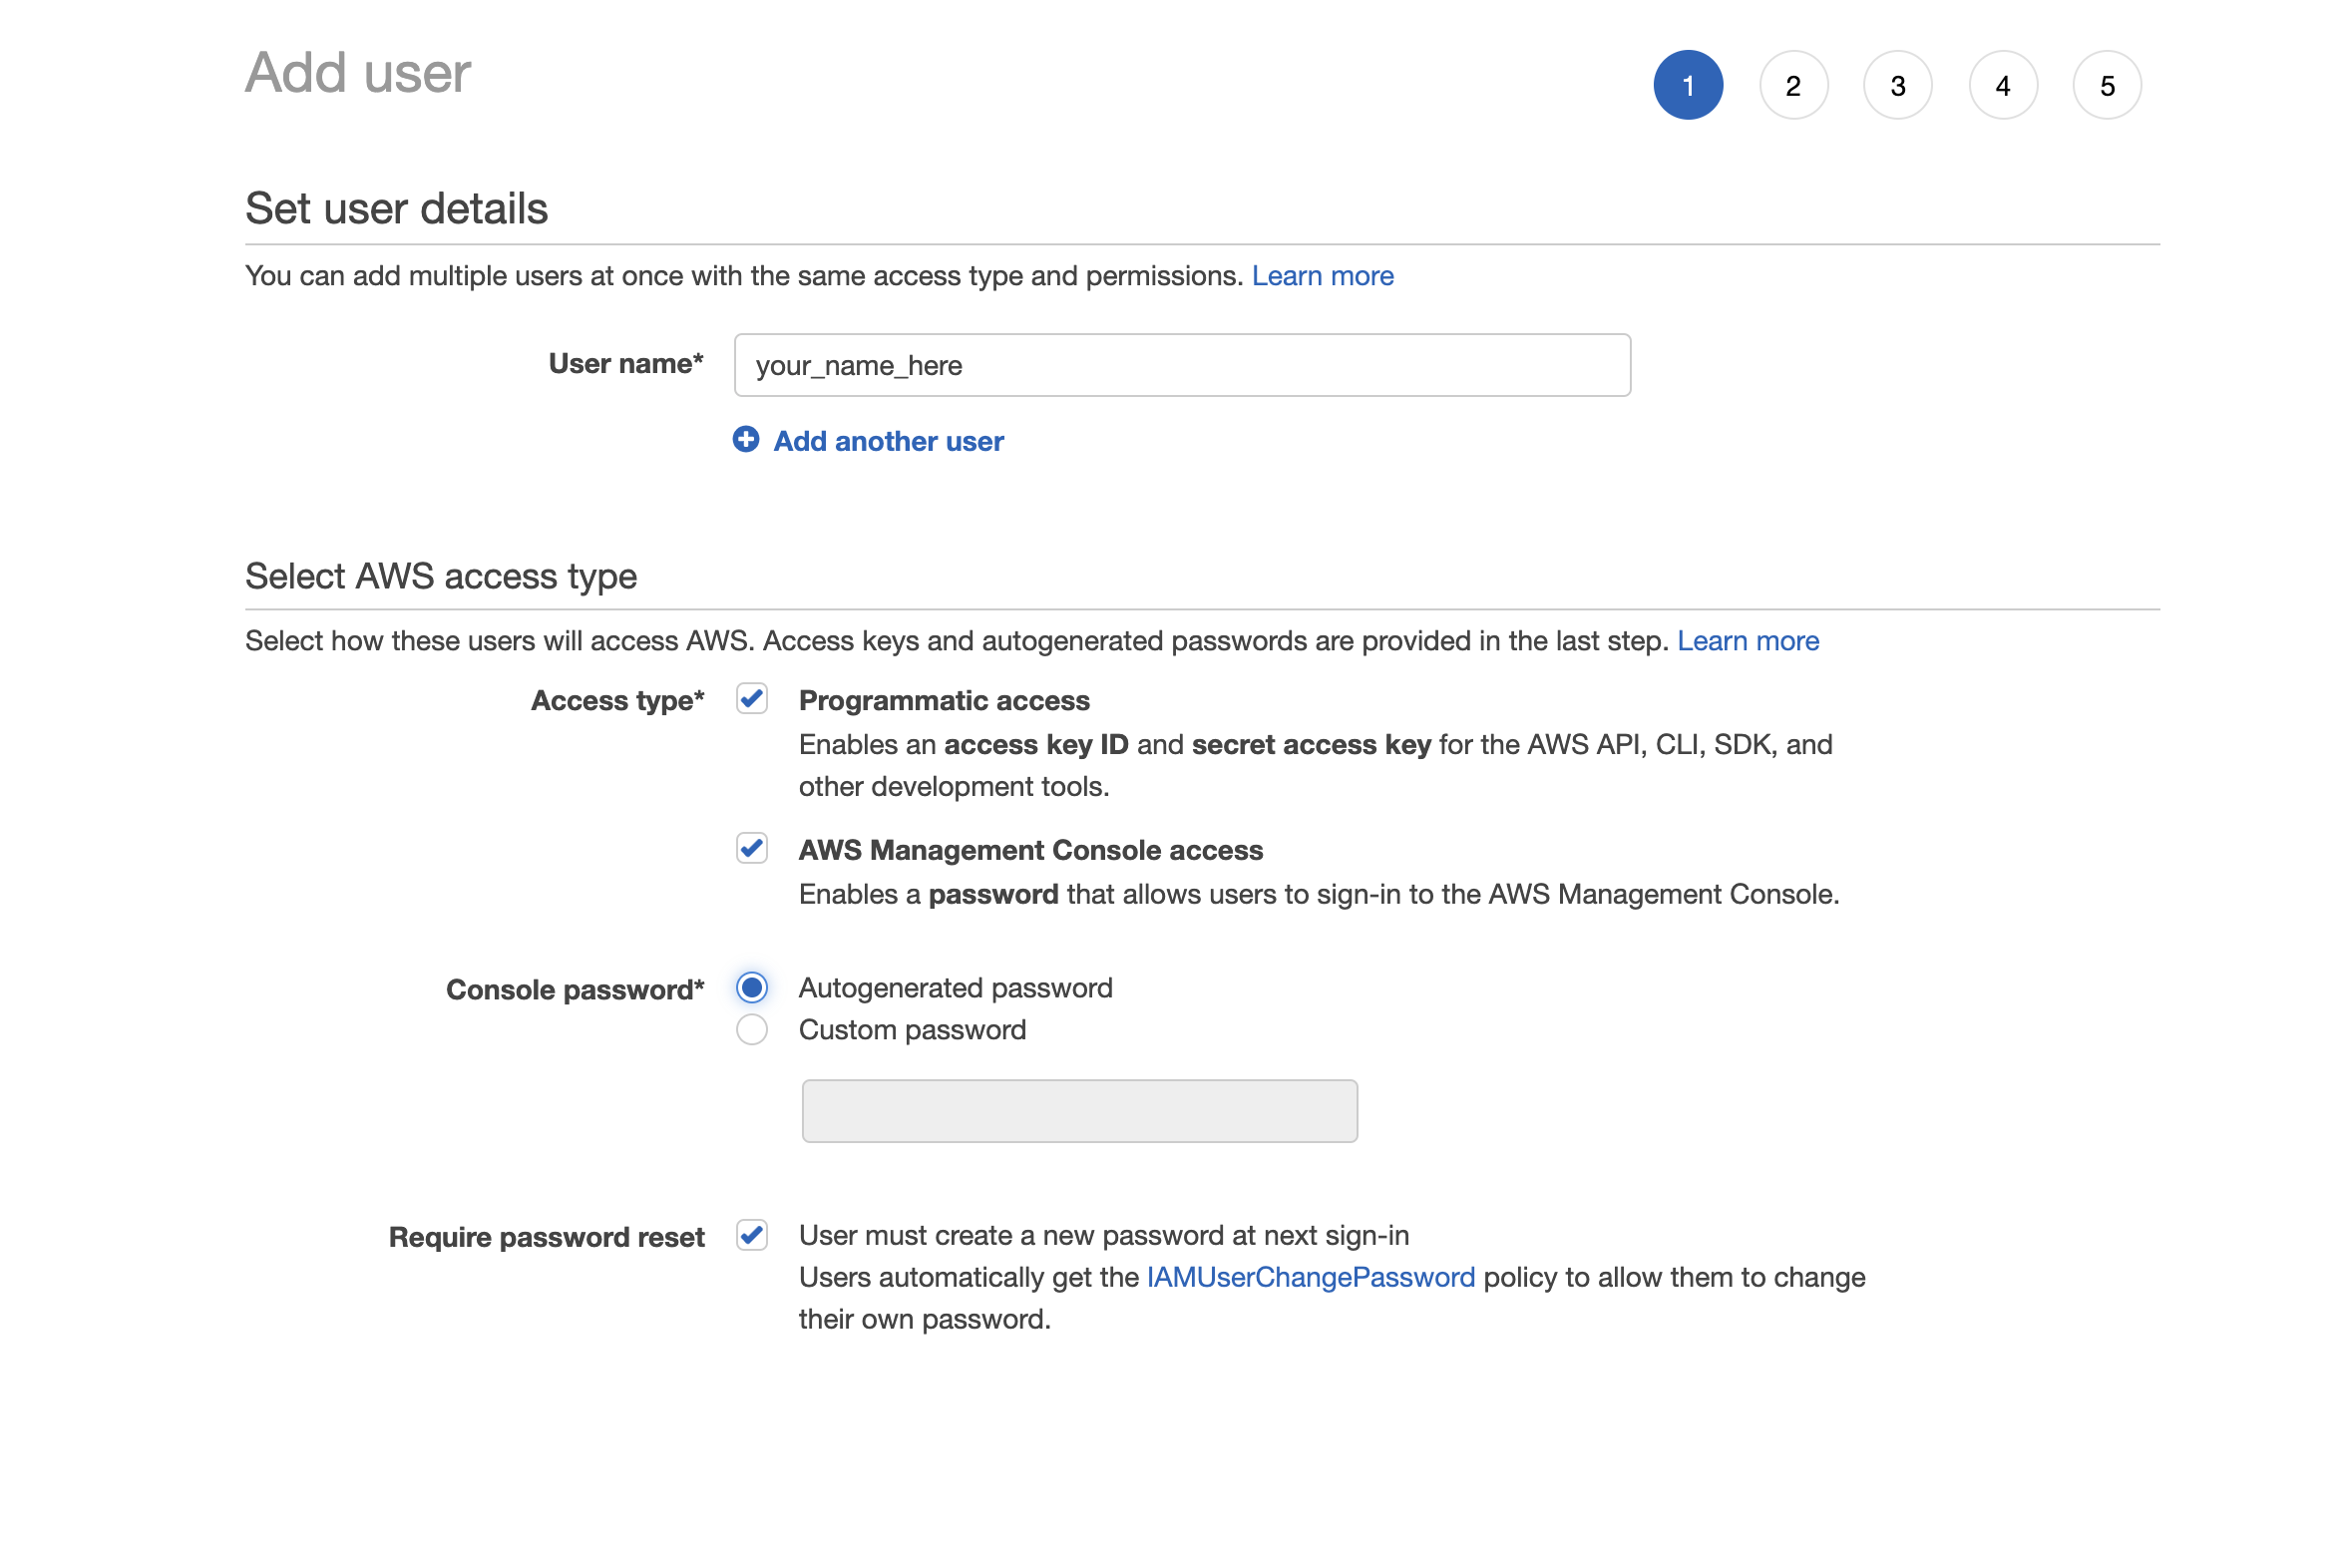 Add user
1 2 3 4 5
Set user details
You can add multiple users at once with the same access type and permissions. Learn more
User name* your_name_here
Add another user
Select AWS access type
Select how these users will access AWS. Access keys and autogenerated passwords are provided in the last step. Learn more
Access type* Programmatic access
Enables an access key ID and secret access key for the AWS API, CLI, SDK, and
other development tools.
AWS Management Console access
Enables a password that allows users to sign-in to the AWS Management Console.
Console password* Autogenerated password
Custom password
Require password reset User must create a new password at next sign-in
Users automatically get the IAMUserChangePassword policy to allow them to change
their own password.